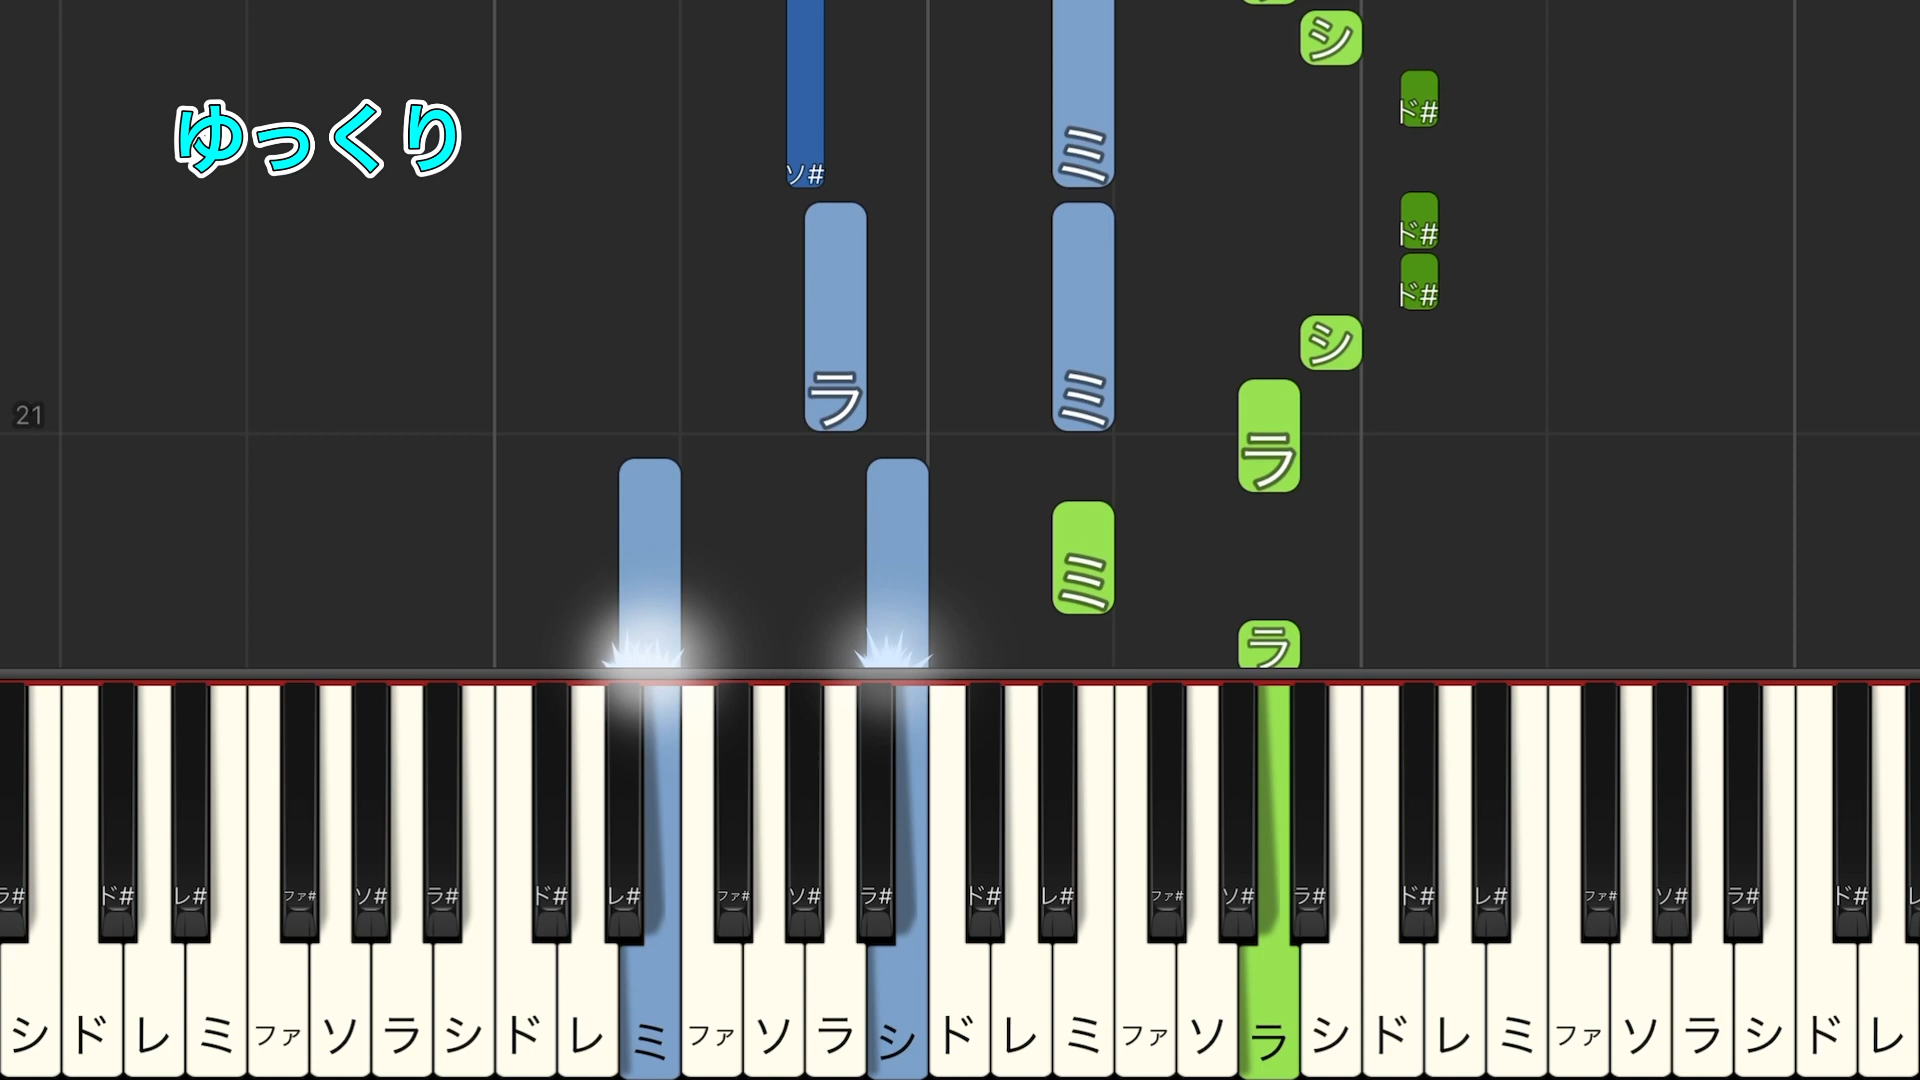 シ
ド#
ゆっくり
ソ# ミ
ド#
ド#
シ
ラ ミ
21
ラ
ミ
ラ
ラ# ド# レ# ファ# ソ# ラ# ド# レ# ファ# ソ# ラ# ド# レ# ファ# ソ# ラ# ド# レ# ファ# ソ# ラ# ド#
シ ド レ ミ ファ ソ ラ シ ド レ ミ ファ ソ ラ シ ド レ ミ ファ ソ ラ シ ド レ ミ ファ ソ ラ シ ド レ